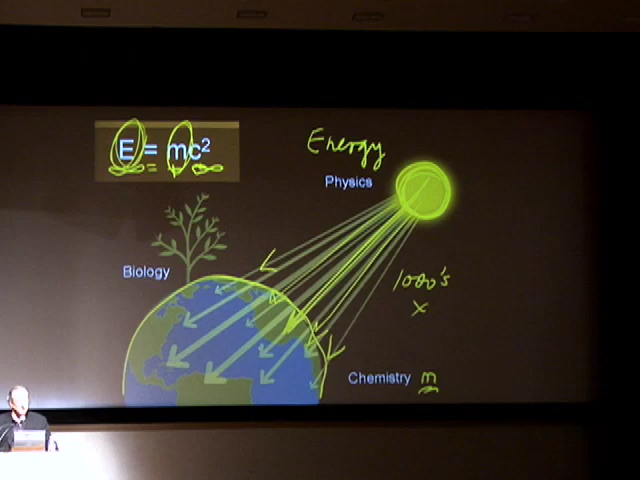 E = mc²
Energy
Physics
Biology
1000's
x
Chemistry m